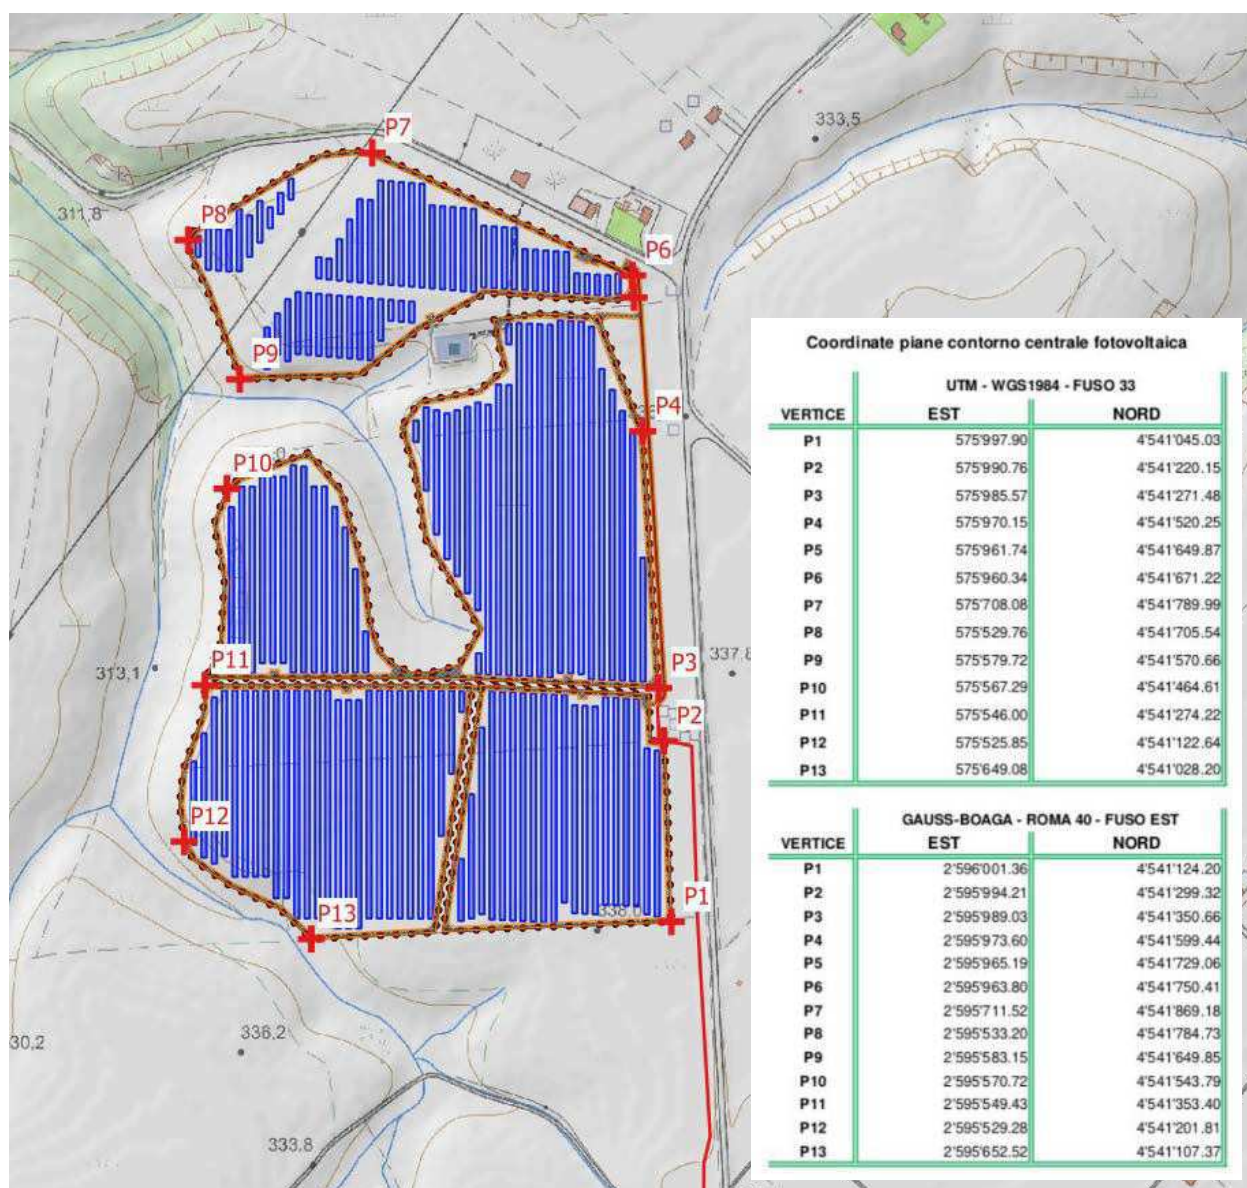 P7
333,5
P8
311,8
P6
P9
P4
P10
P11
313,1
P3
337,8
P2
P12
P13
P1
338,0
336,2
30,2
333.8
Coordinate piane contorno centrale fotovoltaica
UTM - WGS1984 - FUSO 33
VERTICE EST NORD
P1 575'997.90 4'541'045.03
P2 575'990.76 4'541'220.15
P3 575'985.57 4'541'271.48
P4 575'970.15 4'541'520.25
P5 575'961.74 4'541'649.87
P6 575'960.34 4'541'671.22
P7 575'708.08 4'541'789.99
P8 575'529.76 4'541'705.54
P9 575'579.72 4'541'570.66
P10 575'567.29 4'541'464.61
P11 575'546.00 4'541'274.22
P12 575'525.85 4'541'122.64
P13 575'649.08 4'541'028.20
GAUSS-BOAGA - ROMA 40 - FUSO EST
VERTICE EST NORD
P1 2'596'001.36 4'541'124.20
P2 2'595'994.21 4'541'299.32
P3 2'595'989.03 4'541'350.66
P4 2'595'973.60 4'541'599.44
P5 2'595'965.19 4'541'729.06
P6 2'595'963.80 4'541'750.41
P7 2'595'711.52 4'541'869.18
P8 2'595'533.20 4'541'784.73
P9 2'595'583.15 4'541'649.85
P10 2'595'570.72 4'541'543.79
P11 2'595'549.43 4'541'353.40
P12 2'595'529.28 4'541'201.81
P13 2'595'652.52 4'541'107.37